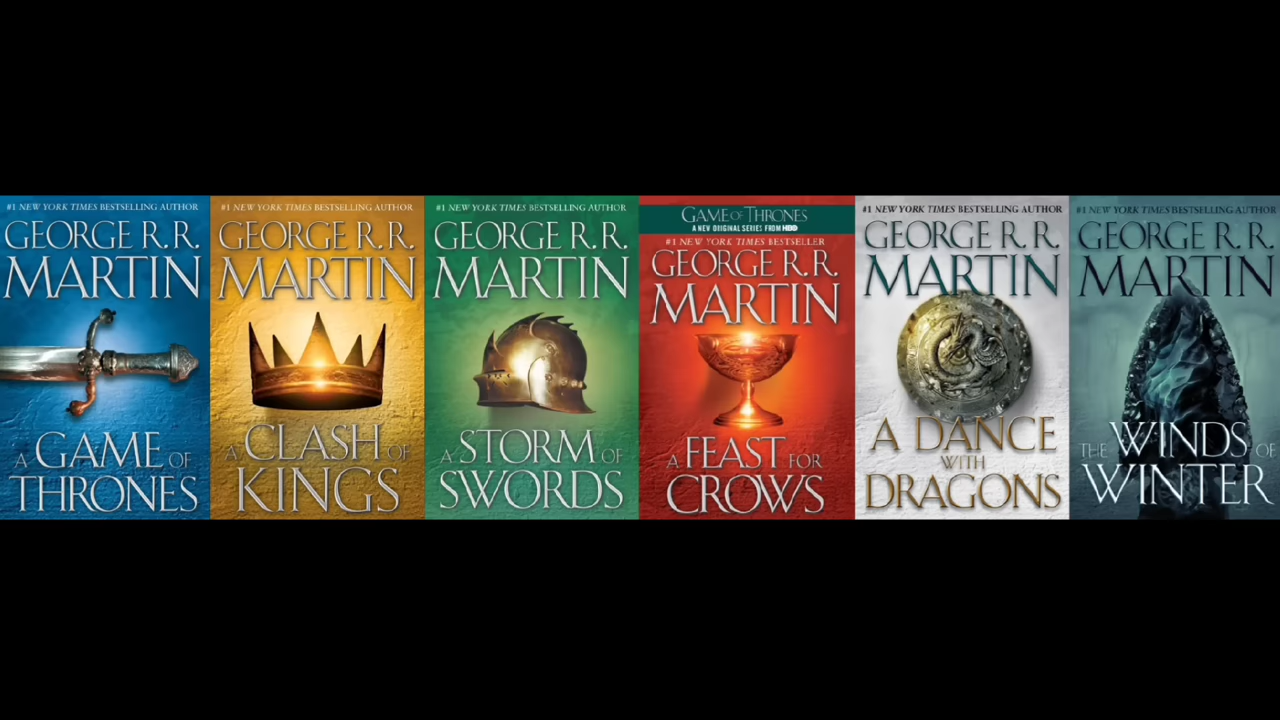 #1 NEW YORK TIMES BESTSELLING AUTHOR
GEORGE R.R.
MARTIN
A GAME OF
THRONES
#1 NEW YORK TIMES BESTSELLING AUTHOR
GEORGE R.R.
MARTIN
A CLASH OF
KINGS
#1 NEW YORK TIMES BESTSELLING AUTHOR
GEORGE R.R.
MARTIN
A STORM OF
SWORDS
GAME OF THRONES
A NEW ORIGINAL SERIES FROM HBO
#1 NEW YORK TIMES BESTSELLER
GEORGE R.R.
MARTIN
A FEAST FOR
CROWS
#1 NEW YORK TIMES BESTSELLING AUTHOR
GEORGE R.R.
MARTIN
A DANCE
WITH
DRAGONS
#1 NEW YORK TIMES BESTSELLING AUTHOR
GEORGE R.R.
MARTIN
THE WINDS OF
WINTER